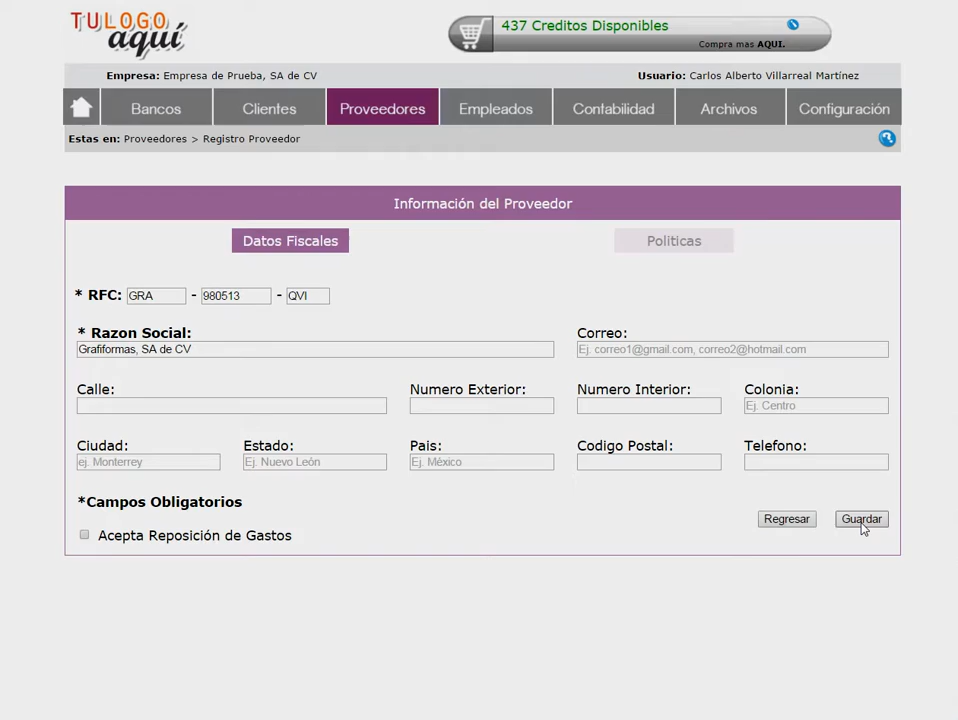 TULOGO
aquí
437 Creditos Disponibles
Compra mas AQUI.
Empresa: Empresa de Prueba, SA de CV
Usuario: Carlos Alberto Villarreal Martínez
Bancos Clientes Proveedores Empleados Contabilidad Archivos Configuración
Estas en: Proveedores > Registro Proveedor
Información del Proveedor
Datos Fiscales Politicas
* RFC: GRA - 980513 - QVI
* Razon Social: Correo:
Grafiformas, SA de CV Ej. correo1@gmail.com, correo2@hotmail.com
Calle: Numero Exterior: Numero Interior: Colonia:
Ej. Centro
Ciudad: Estado: Pais: Codigo Postal: Telefono:
ej. Monterrey Ej. Nuevo León Ej. México
*Campos Obligatorios
Regresar Guardar
Acepta Reposición de Gastos